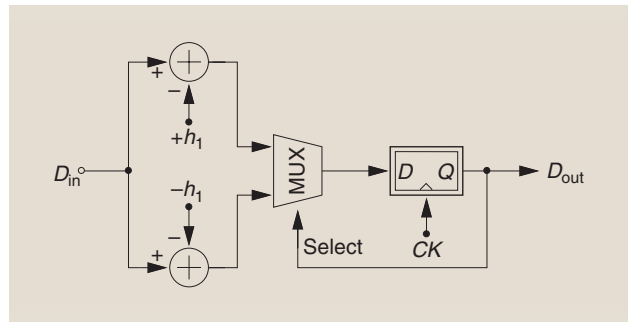 +
−
+h₁
D_in
−h₁
−
+
MUX
Select
D Q
CK
D_out